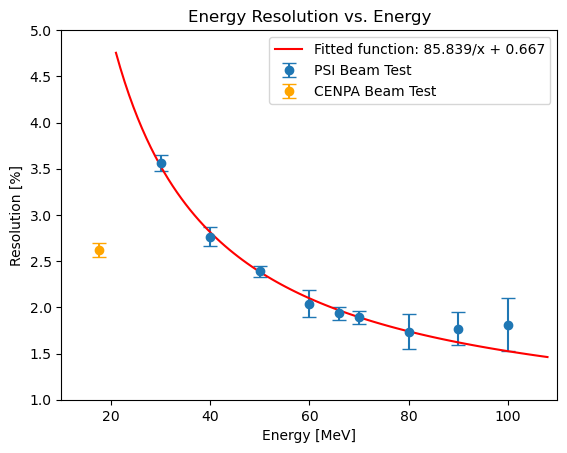 Energy Resolution vs. Energy
Fitted function: 85.839/x + 0.667
PSI Beam Test
CENPA Beam Test
5.0
4.5
4.0
3.5
3.0
2.5
2.0
1.5
1.0
Resolution [%]
20
40
60
80
100
Energy [MeV]